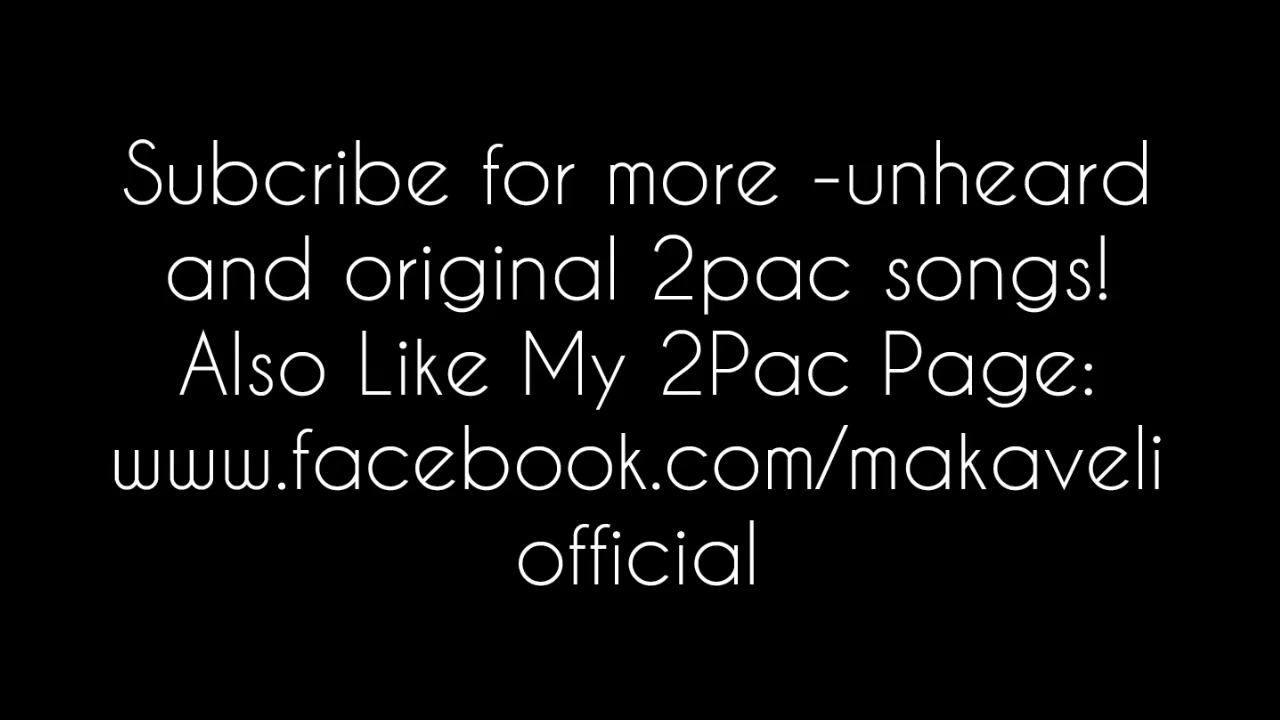 Subcribe for more -unheard
and original 2pac songs!
Also Like My 2Pac Page:
www.facebook.com/makaveli
official